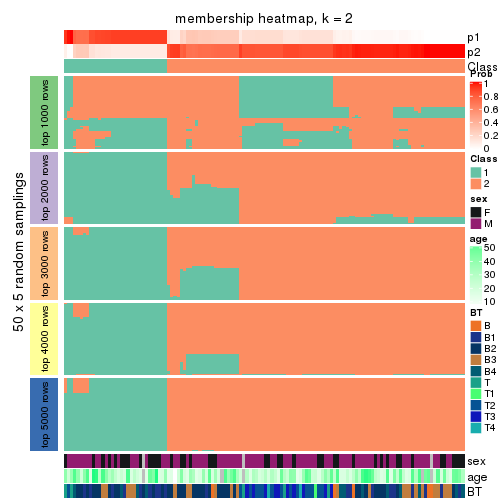 membership heatmap, k = 2
p1
p2
Class
50 x 5 random samplings
top 1000 rows
top 2000 rows
top 3000 rows
top 4000 rows
top 5000 rows
sex
age
BT
Prob
1
0.8
0.6
0.4
0.2
0
Class
1
2
sex
F
M
age
50
40
30
20
10
BT
B
B1
B2
B3
B4
T
T1
T2
T3
T4